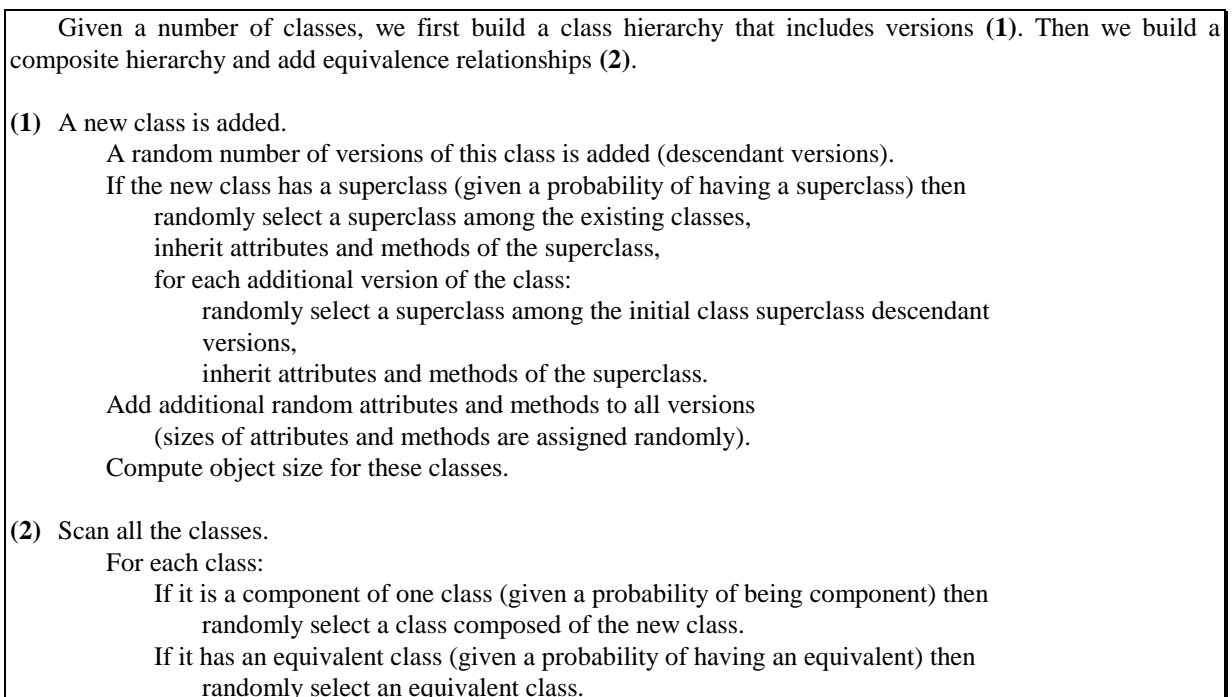 Given a number of classes, we first build a class hierarchy that includes versions (1). Then we build a
composite hierarchy and add equivalence relationships (2).
(1) A new class is added.
A random number of versions of this class is added (descendant versions).
If the new class has a superclass (given a probability of having a superclass) then
randomly select a superclass among the existing classes,
inherit attributes and methods of the superclass,
for each additional version of the class:
randomly select a superclass among the initial class superclass descendant
versions,
inherit attributes and methods of the superclass.
Add additional random attributes and methods to all versions
(sizes of attributes and methods are assigned randomly).
Compute object size for these classes.
(2) Scan all the classes.
For each class:
If it is a component of one class (given a probability of being component) then
randomly select a class composed of the new class.
If it has an equivalent class (given a probability of having an equivalent) then
randomly select an equivalent class.